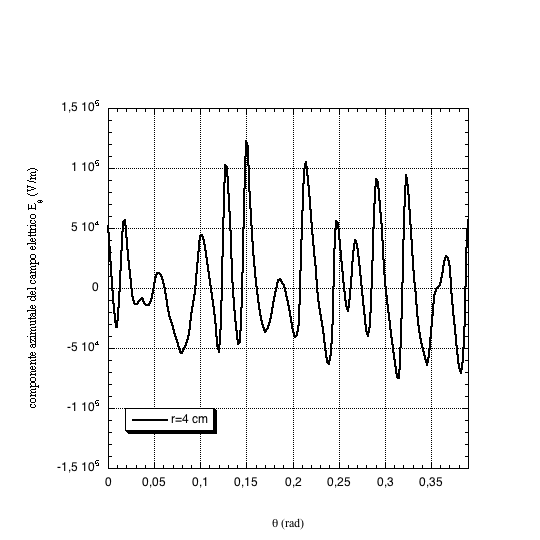 componente azimutale del campo elettrico E_θ (V/m)
1,5 10⁵
1 10⁵
5 10⁴
0
-5 10⁴
-1 10⁵
-1,5 10⁵
r=4 cm
0 0,05 0,1 0,15 0,2 0,25 0,3 0,35
θ (rad)